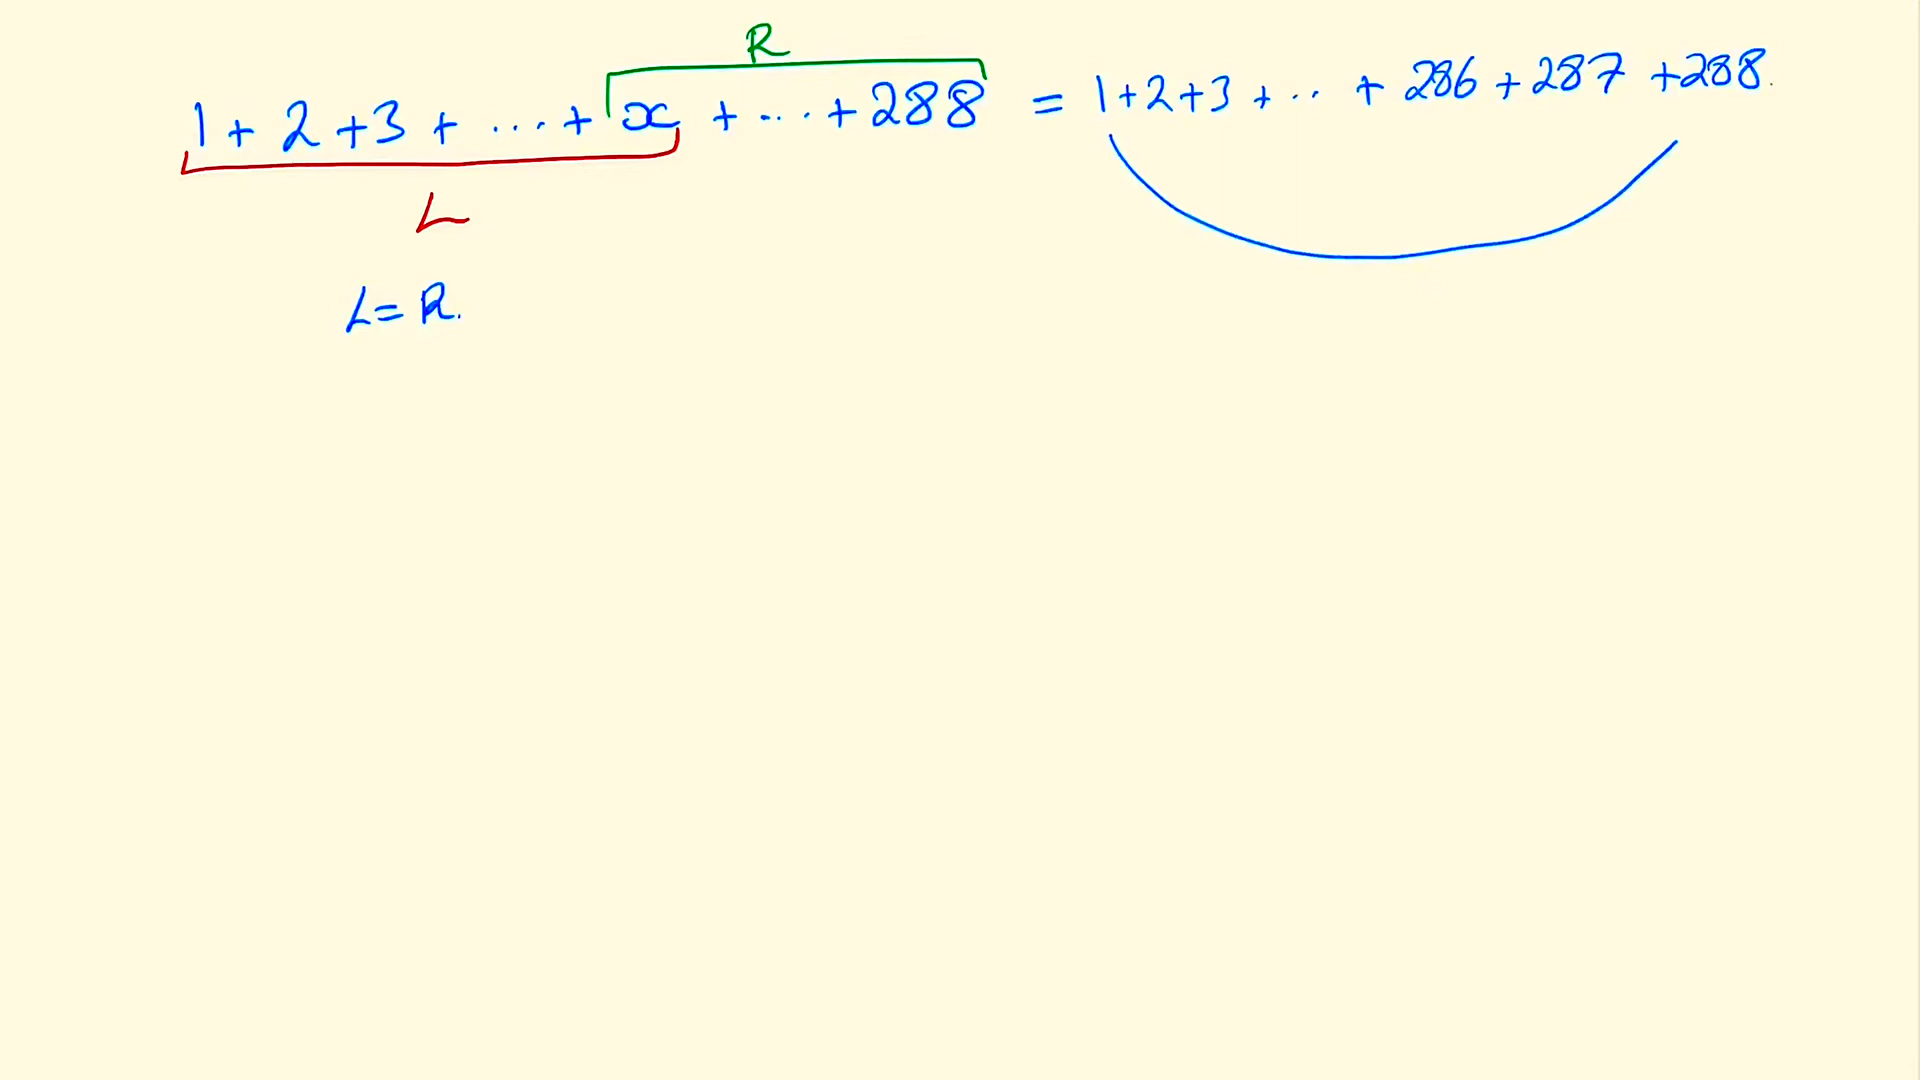 R
1 + 2 + 3 + ... + x + ... + 288 = 1 + 2 + 3 + .. + 286 + 287 + 288.
L
L = R.